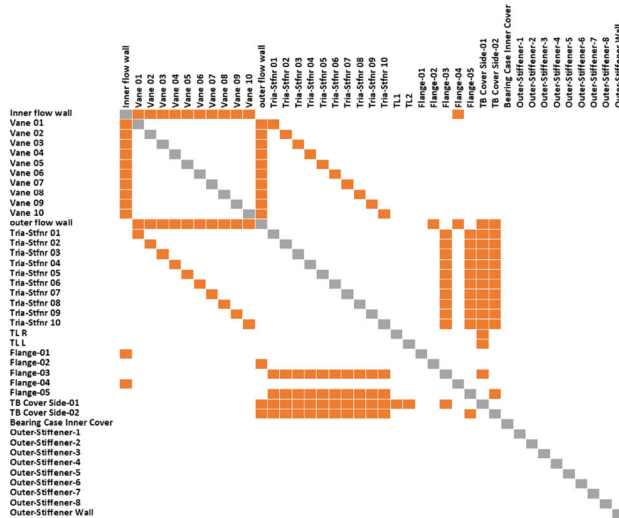 Inner flow wall
Vane 01
Vane 02
Vane 03
Vane 04
Vane 05
Vane 06
Vane 07
Vane 08
Vane 09
Vane 10
outer flow wall
Tria-Stfnr 01
Tria-Stfnr 02
Tria-Stfnr 03
Tria-Stfnr 04
Tria-Stfnr 05
Tria-Stfnr 06
Tria-Stfnr 07
Tria-Stfnr 08
Tria-Stfnr 09
Tria-Stfnr 10
TL1
TL2
Flange-01
Flange-02
Flange-03
Flange-04
Flange-05
TB Cover Side-01
TB Cover Side-02
Bearing Case Inner Cover
Outer-Stiffener-1
Outer-Stiffener-2
Outer-Stiffener-3
Outer-Stiffener-4
Outer-Stiffener-5
Outer-Stiffener-6
Outer-Stiffener-7
Outer-Stiffener-8
Outer-Stiffener Wall
Inner flow wall
Vane 01
Vane 02
Vane 03
Vane 04
Vane 05
Vane 06
Vane 07
Vane 08
Vane 09
Vane 10
outer flow wall
Tria-Stfnr 01
Tria-Stfnr 02
Tria-Stfnr 03
Tria-Stfnr 04
Tria-Stfnr 05
Tria-Stfnr 06
Tria-Stfnr 07
Tria-Stfnr 08
Tria-Stfnr 09
Tria-Stfnr 10
TL R
TL L
Flange-01
Flange-02
Flange-03
Flange-04
Flange-05
TB Cover Side-01
TB Cover Side-02
Bearing Case Inner Cover
Outer-Stiffener-1
Outer-Stiffener-2
Outer-Stiffener-3
Outer-Stiffener-4
Outer-Stiffener-5
Outer-Stiffener-6
Outer-Stiffener-7
Outer-Stiffener-8
Outer-Stiffener Wall